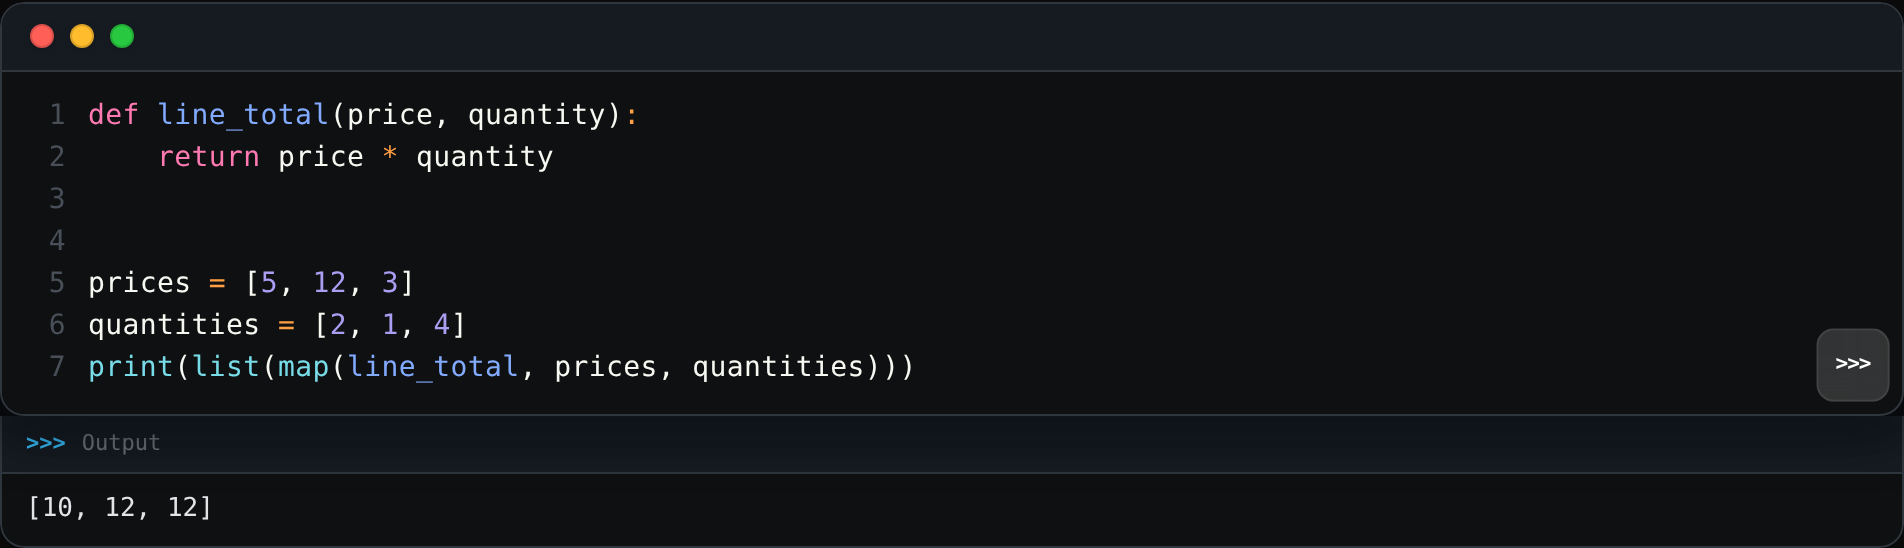 1 def line_total(price, quantity):
2     return price * quantity
3
4
5 prices = [5, 12, 3]
6 quantities = [2, 1, 4]
7 print(list(map(line_total, prices, quantities)))
>>>
>>> Output
[10, 12, 12]